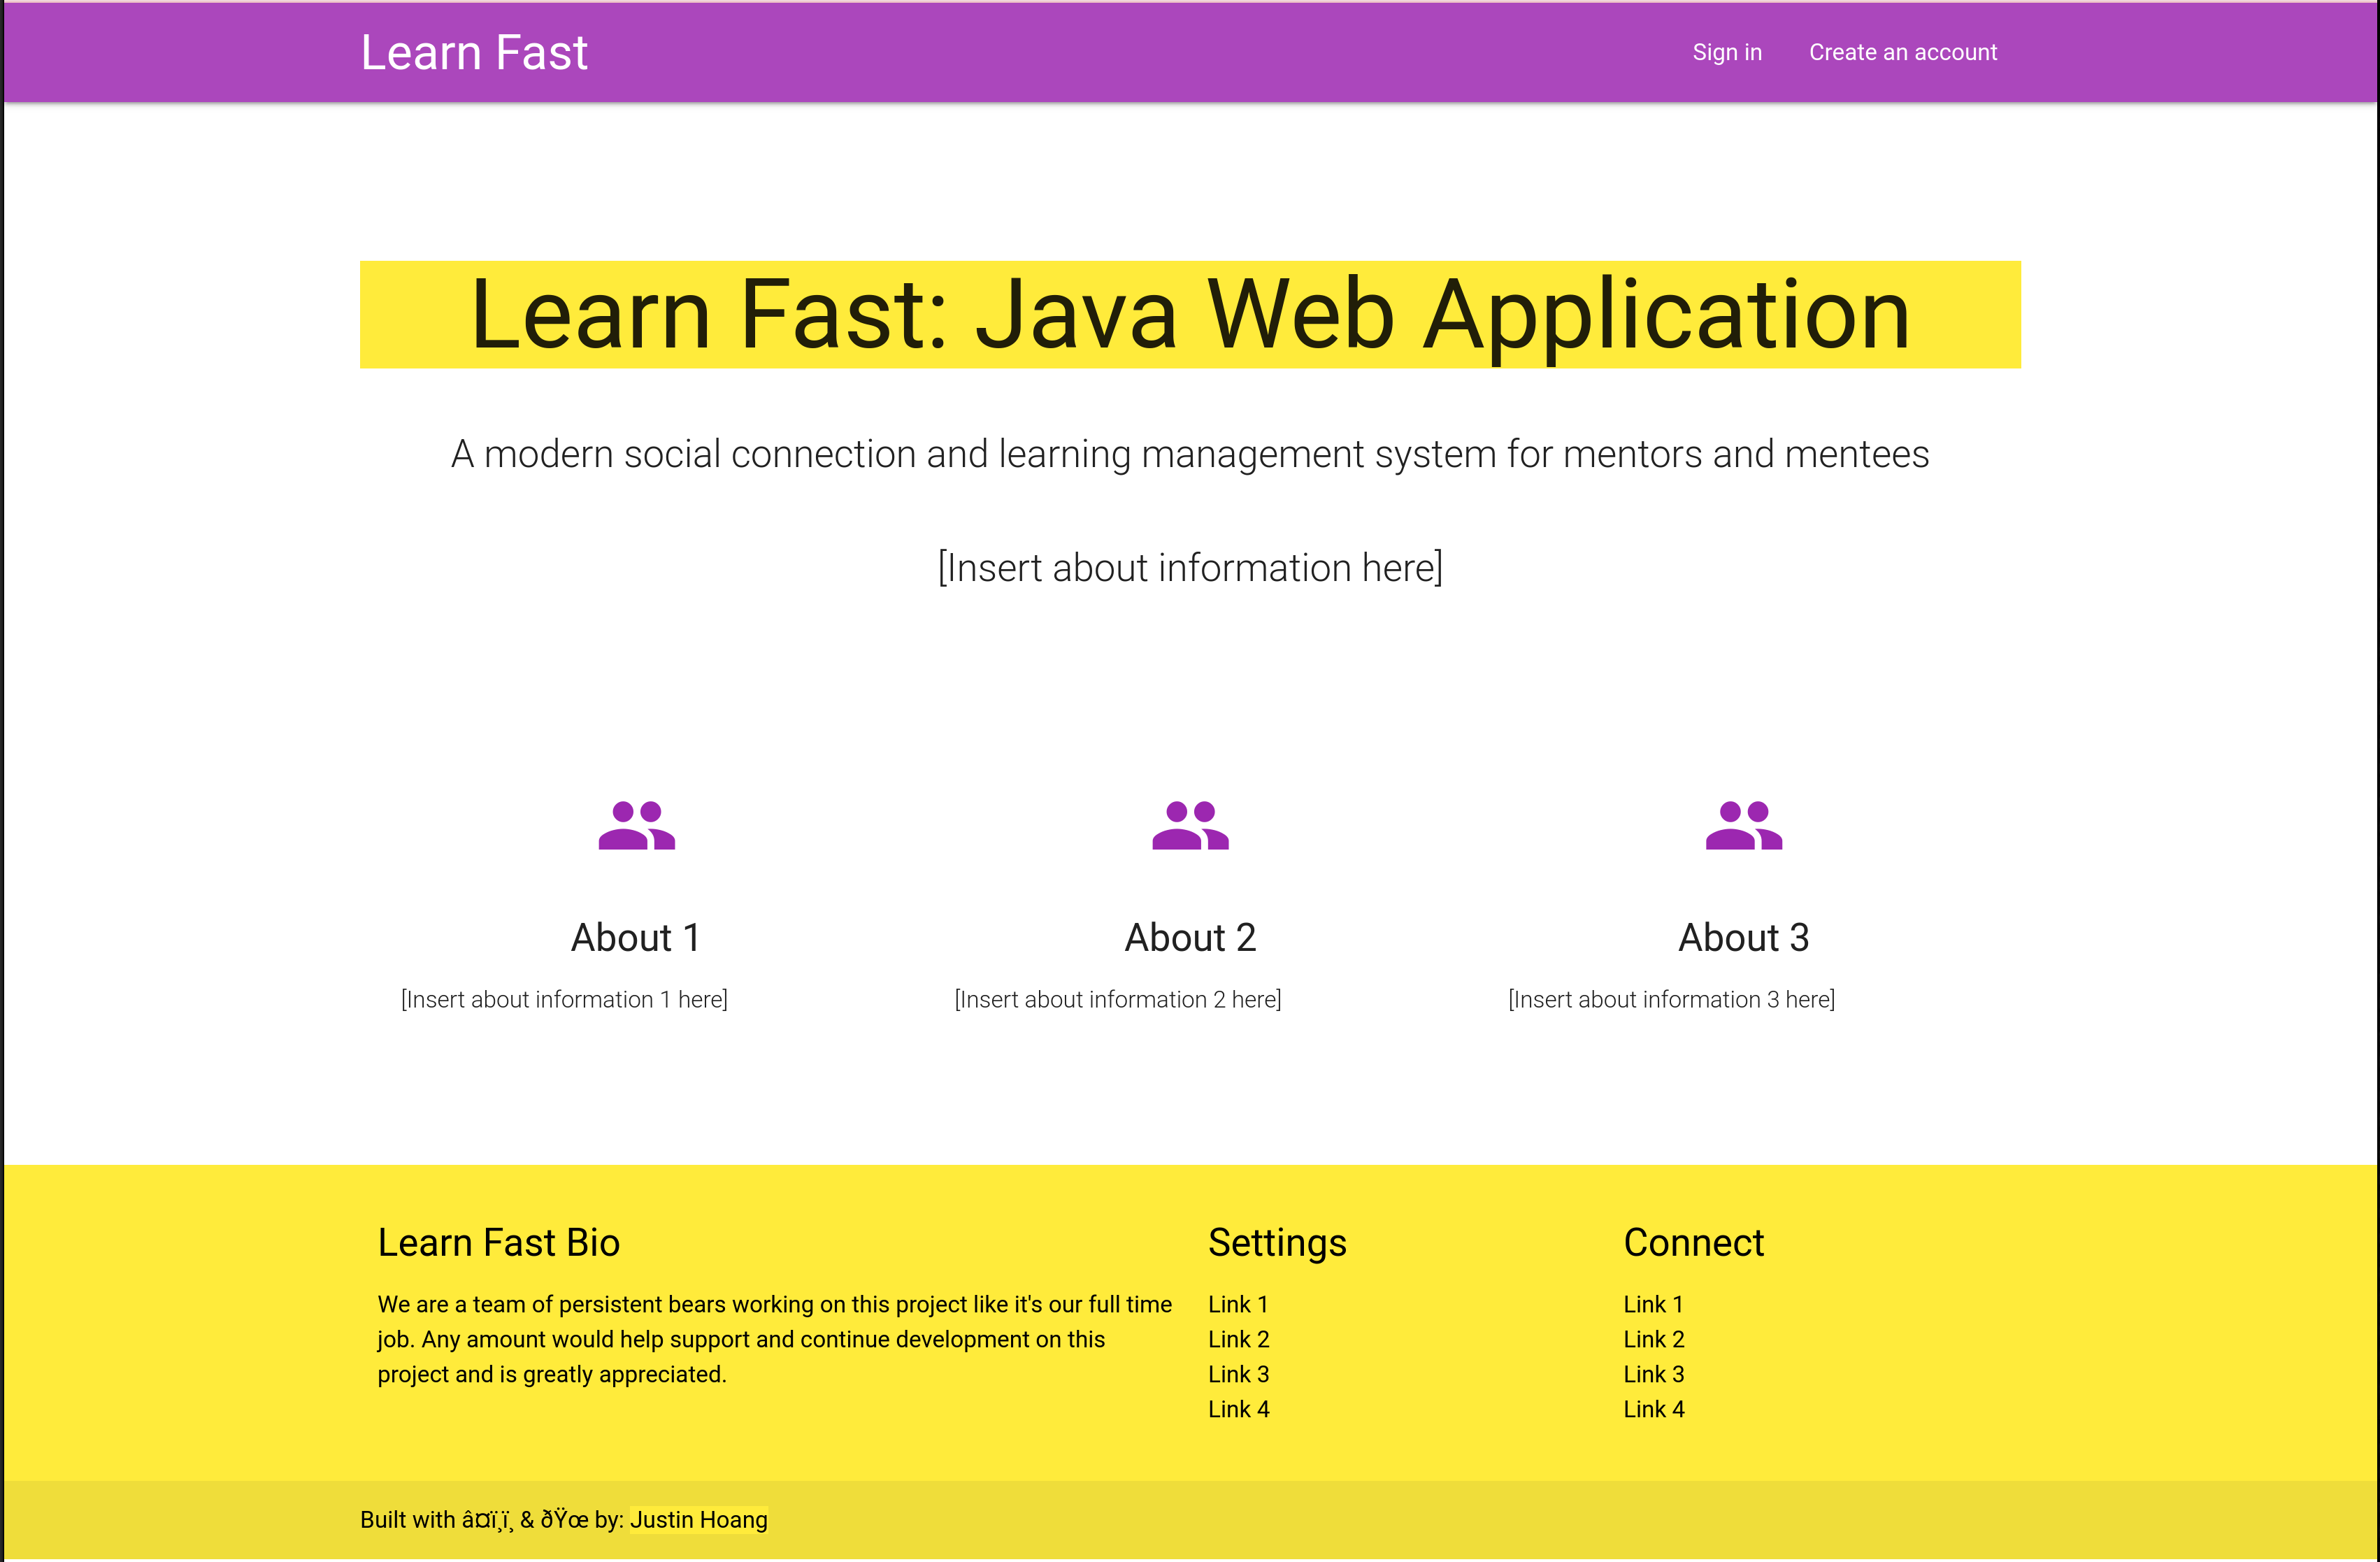 Learn Fast
Sign in
Create an account
Learn Fast: Java Web Application
A modern social connection and learning management system for mentors and mentees
[Insert about information here]
About 1
[Insert about information 1 here]
About 2
[Insert about information 2 here]
About 3
[Insert about information 3 here]
Learn Fast Bio
We are a team of persistent bears working on this project like it's our full time
job. Any amount would help support and continue development on this
project and is greatly appreciated.
Settings
Link 1
Link 2
Link 3
Link 4
Connect
Link 1
Link 2
Link 3
Link 4
Built with â¤ï¸ï¸ & ðŸœ by: Justin Hoang